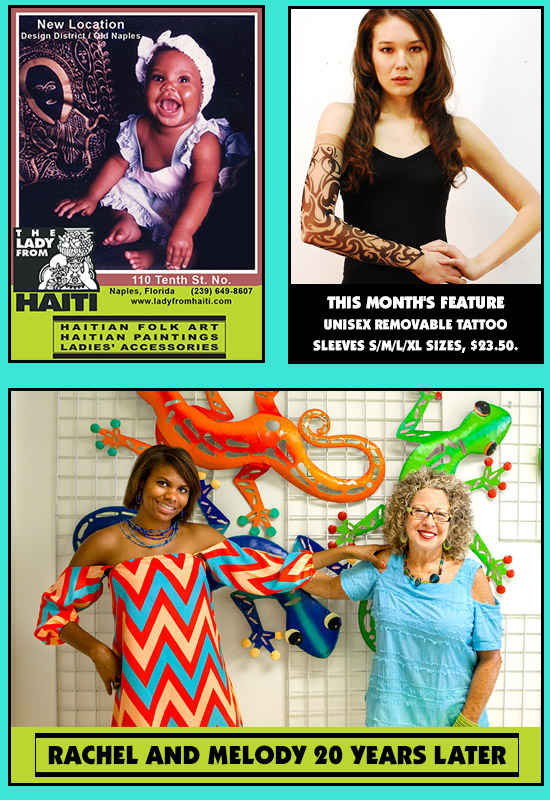 New Location
Design District / Old Naples
THE
LADY
FROM
HAITI
110 Tenth St. No.
Naples, Florida (239) 649-8607
www.ladyfromhaiti.com
HAITIAN FOLK ART
HAITIAN PAINTINGS
LADIES' ACCESSORIES
THIS MONTH'S FEATURE
UNISEX REMOVABLE TATTOO
SLEEVES S/M/L/XL SIZES, $23.50.
RACHEL AND MELODY 20 YEARS LATER